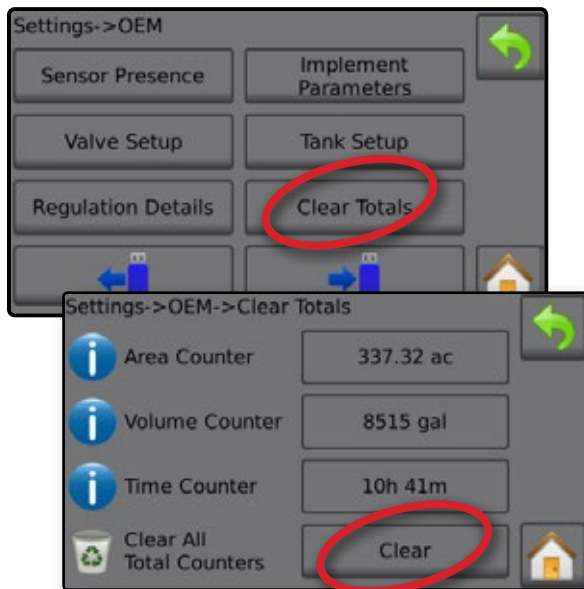 Settings->OEM
Sensor Presence
Implement
Parameters
Valve Setup
Tank Setup
Regulation Details
Clear Totals
Settings->OEM->Clear Totals
Area Counter
337.32 ac
Volume Counter
8515 gal
Time Counter
10h 41m
Clear All
Total Counters
Clear